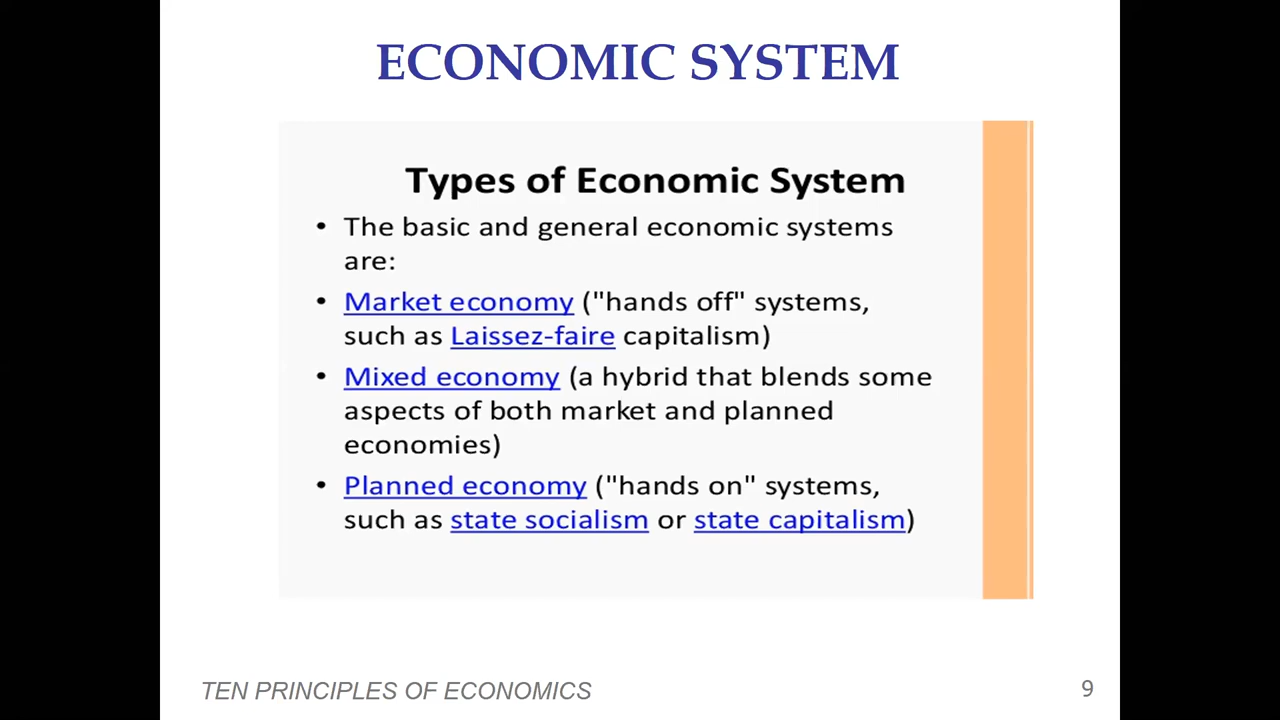 ECONOMIC SYSTEM
Types of Economic System
• The basic and general economic systems
are:
• Market economy ("hands off" systems,
such as Laissez-faire capitalism)
• Mixed economy (a hybrid that blends some
aspects of both market and planned
economies)
• Planned economy ("hands on" systems,
such as state socialism or state capitalism)
TEN PRINCIPLES OF ECONOMICS
9